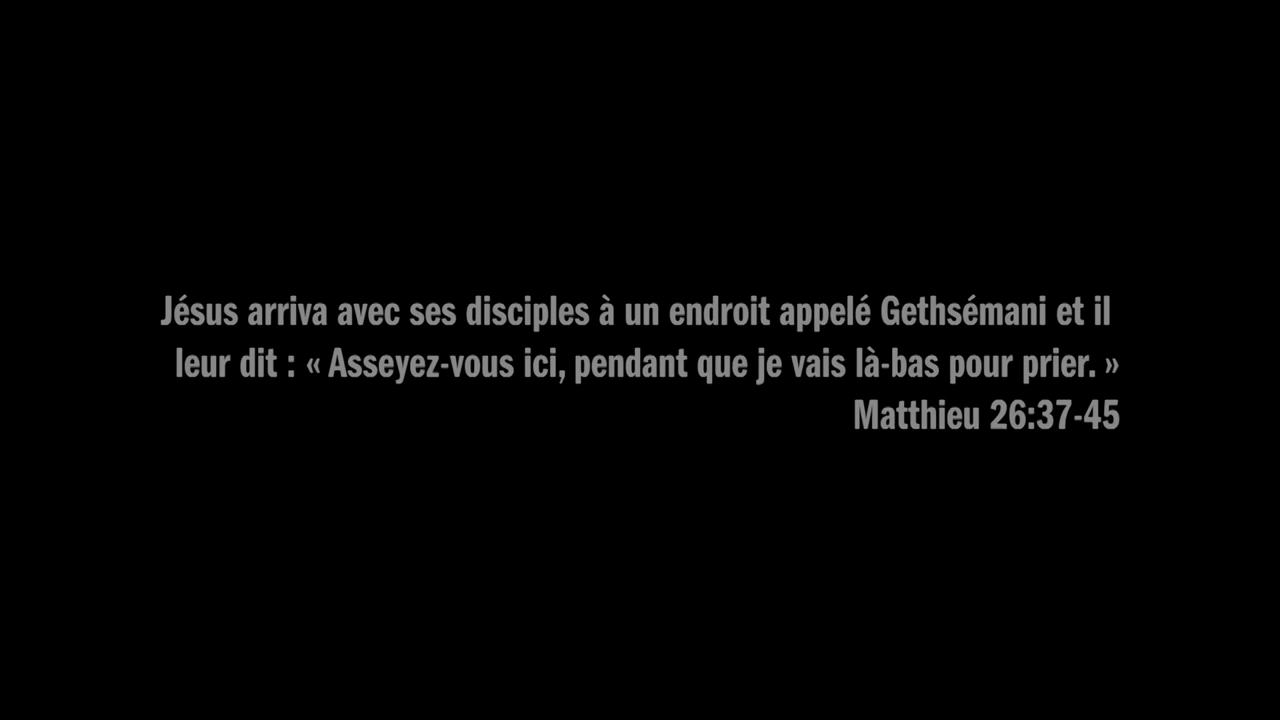 Jésus arriva avec ses disciples à un endroit appelé Gethsémani et il
leur dit : « Asseyez-vous ici, pendant que je vais là-bas pour prier. »
Matthieu 26:37-45